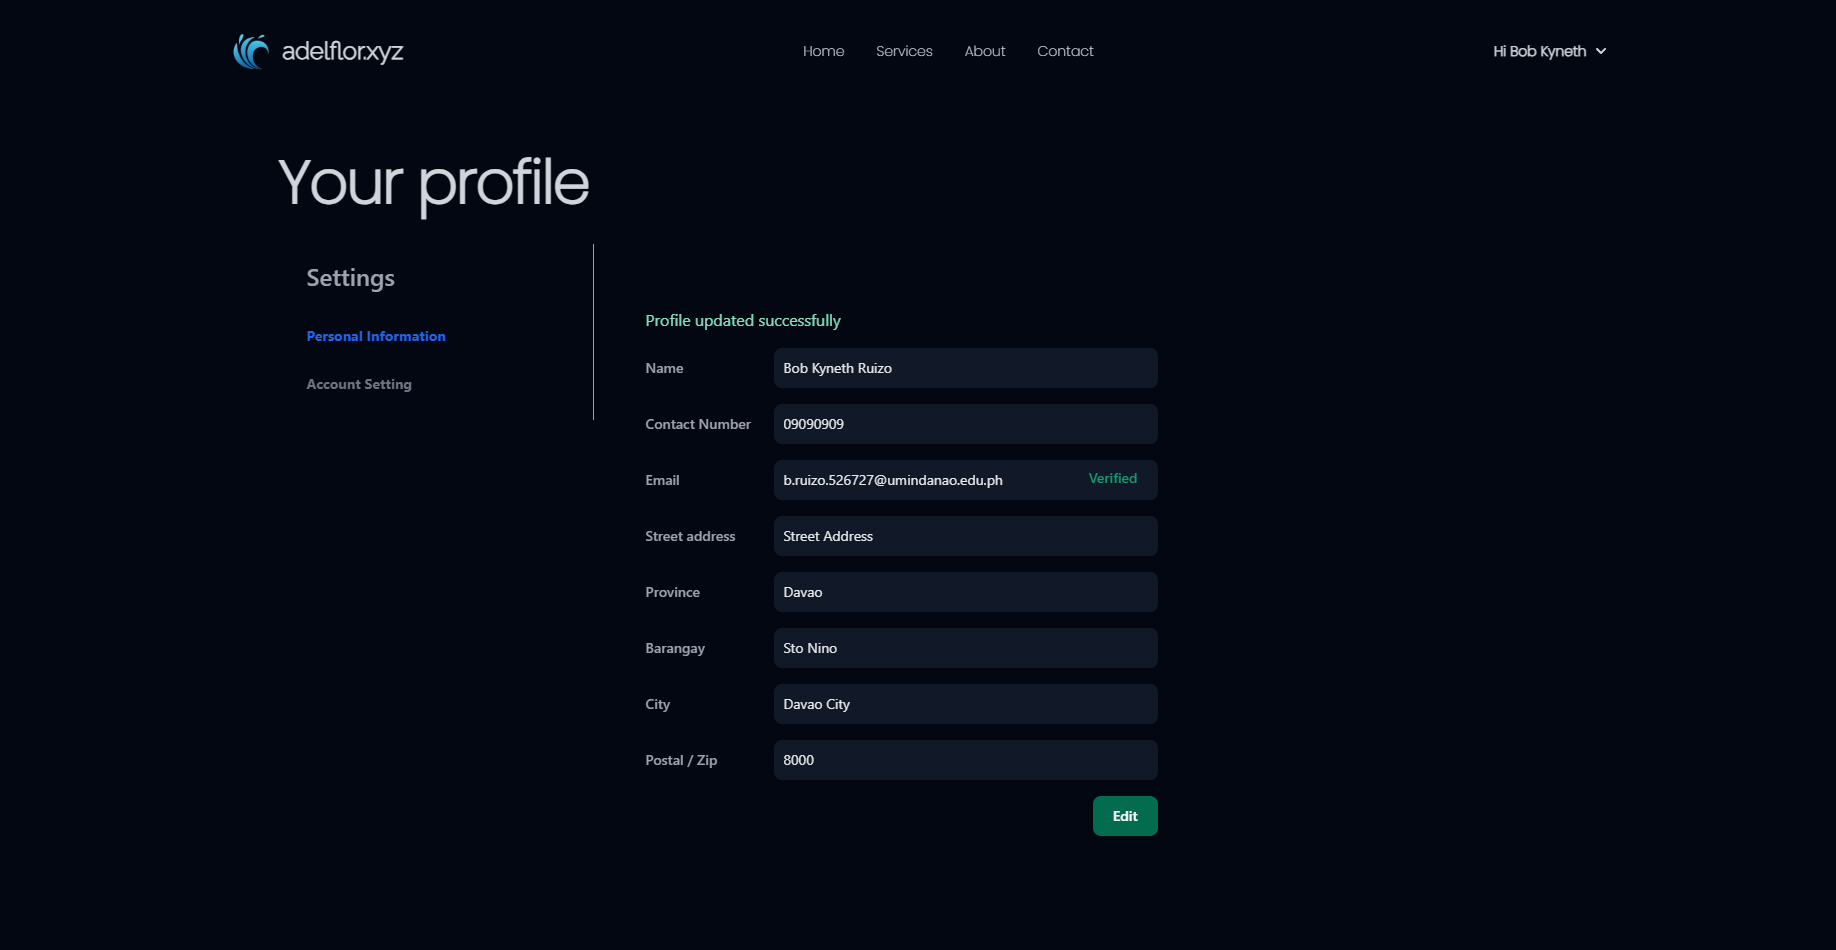 adelflor.xyz
Home Services About Contact
Hi Bob Kyneth
Your profile
Settings
Personal Information
Account Setting
Profile updated successfully
Name Bob Kyneth Ruizo
Contact Number 09090909
Email b.ruizo.526727@umindanao.edu.ph Verified
Street address Street Address
Province Davao
Barangay Sto Nino
City Davao City
Postal / Zip 8000
Edit